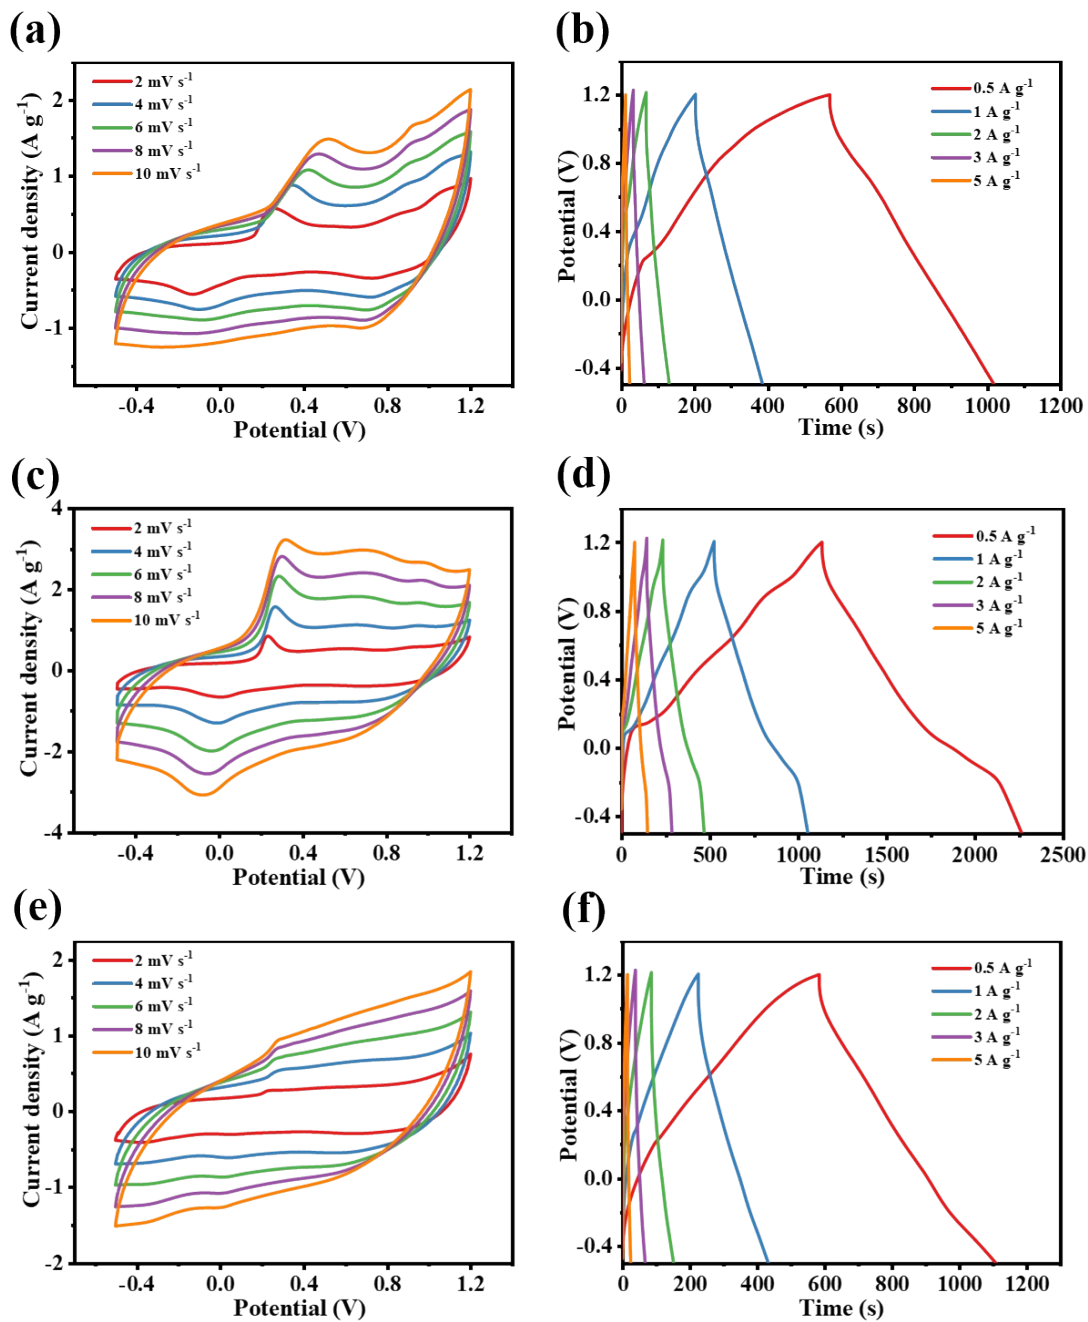 (a)
2 mV s⁻¹
4 mV s⁻¹
6 mV s⁻¹
8 mV s⁻¹
10 mV s⁻¹
2
1
0
-1
Current density (A g⁻¹)
-0.4 0.0 0.4 0.8 1.2
Potential (V)
(b)
0.5 A g⁻¹
1 A g⁻¹
2 A g⁻¹
3 A g⁻¹
5 A g⁻¹
1.2
0.8
0.4
0.0
-0.4
Potential (V)
0 200 400 600 800 1000 1200
Time (s)
(c)
2 mV s⁻¹
4 mV s⁻¹
6 mV s⁻¹
8 mV s⁻¹
10 mV s⁻¹
4
2
0
-2
-4
Current density (A g⁻¹)
-0.4 0.0 0.4 0.8 1.2
Potential (V)
(d)
0.5 A g⁻¹
1 A g⁻¹
2 A g⁻¹
3 A g⁻¹
5 A g⁻¹
1.2
0.8
0.4
0.0
-0.4
Potential (V)
0 500 1000 1500 2000 2500
Time (s)
(e)
2 mV s⁻¹
4 mV s⁻¹
6 mV s⁻¹
8 mV s⁻¹
10 mV s⁻¹
2
1
0
-1
-2
Current density (A g⁻¹)
-0.4 0.0 0.4 0.8 1.2
Potential (V)
(f)
0.5 A g⁻¹
1 A g⁻¹
2 A g⁻¹
3 A g⁻¹
5 A g⁻¹
1.2
0.8
0.4
0.0
-0.4
Potential (V)
0 200 400 600 800 1000 1200
Time (s)